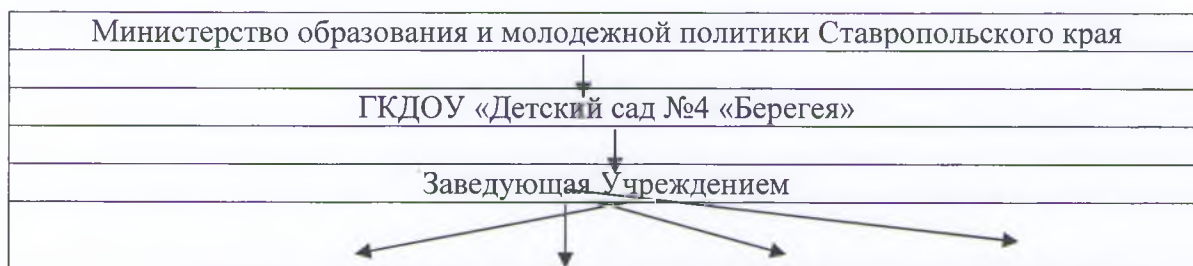 Министерство образования и молодежной политики Ставропольского края
ГКДОУ «Детский сад №4 «Берегея»
Заведующая Учреждением